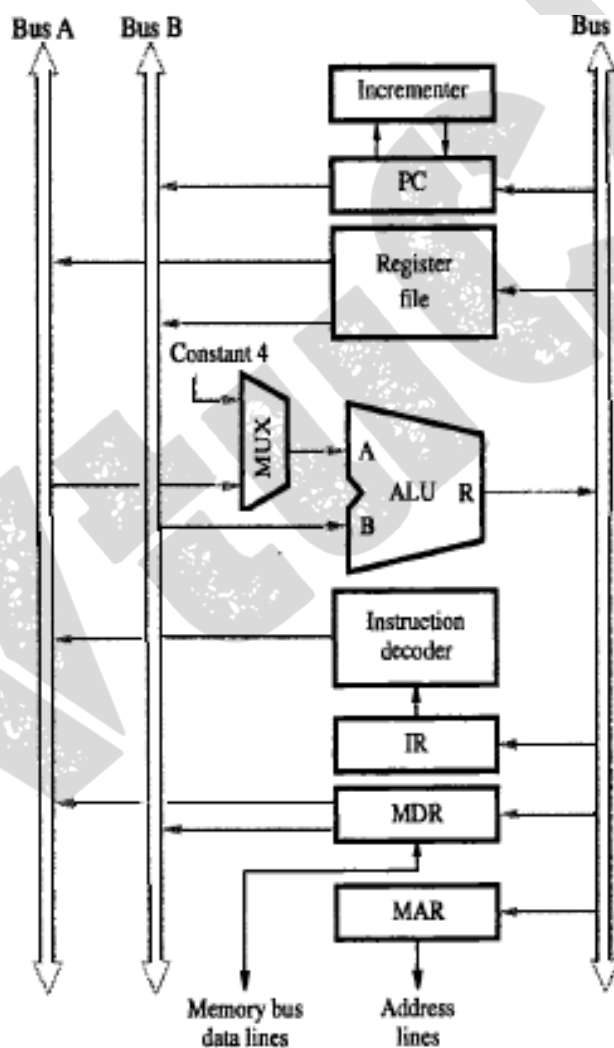 Bus A Bus B Bus
Incrementer
PC
Register
file
Constant 4
MUX
A
ALU R
B
Instruction
decoder
IR
MDR
MAR
Memory bus
data lines
Address
lines